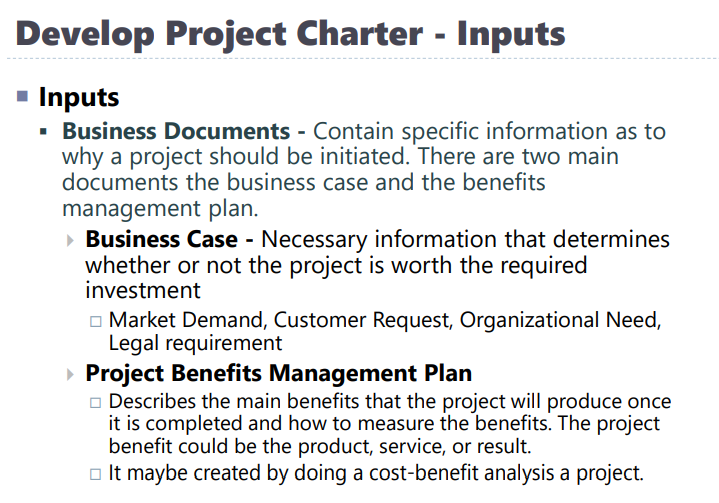 Develop Project Charter - Inputs
Inputs
Business Documents - Contain specific information as to
why a project should be initiated. There are two main
documents the business case and the benefits
management plan.
Business Case - Necessary information that determines
whether or not the project is worth the required
investment
Market Demand, Customer Request, Organizational Need,
Legal requirement
Project Benefits Management Plan
Describes the main benefits that the project will produce once
it is completed and how to measure the benefits. The project
benefit could be the product, service, or result.
It maybe created by doing a cost-benefit analysis a project.